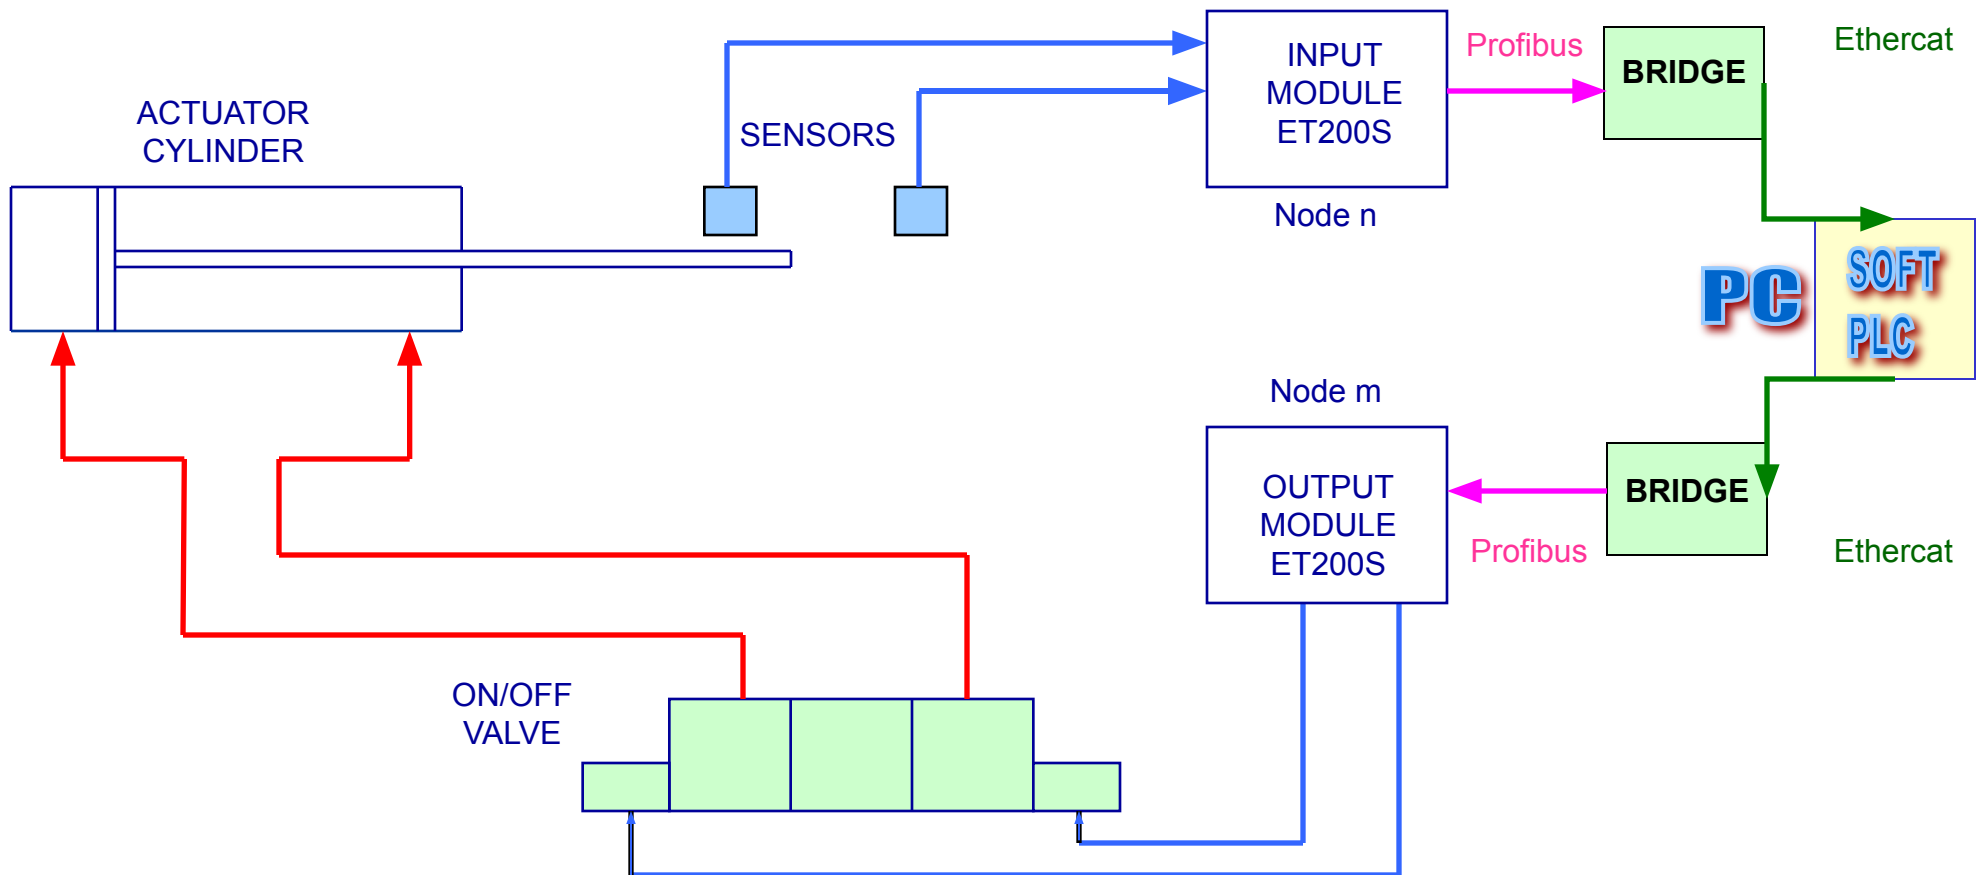 INPUT
MODULE
ET200S
Profibus
BRIDGE
Ethercat
ACTUATOR
CYLINDER
SENSORS
Node n
PC
SOFT
PLC
Node m
OUTPUT
MODULE
ET200S
BRIDGE
Profibus
Ethercat
ON/OFF
VALVE